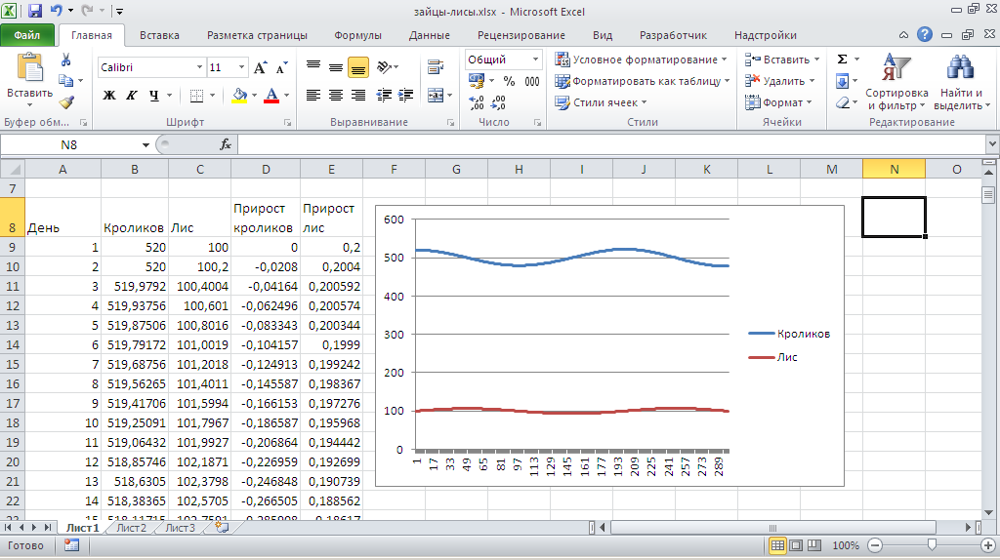 зайцы-лисы.xlsx - Microsoft Excel
Файл Главная Вставка Разметка страницы Формулы Данные Рецензирование Вид Разработчик Надстройки
Вставить
Буфер обм...
Calibri 11
Ж К Ч
Шрифт
Выравнивание
Общий
% 000
Число
Условное форматирование
Форматировать как таблицу
Стили ячеек
Стили
Вставить
Удалить
Формат
Ячейки
Σ
Сортировка и фильтр
Найти и выделить
Редактирование
N8 fx
A B C D E F G H I J K L M N O
7
8 День Кроликов Лис Прирост кроликов Прирост лис
9 1 520 100 0 0,2
10 2 520 100,2 -0,0208 0,2004
11 3 519,9792 100,4004 -0,04164 0,200592
12 4 519,93756 100,601 -0,062496 0,200574
13 5 519,87506 100,8016 -0,083343 0,200344
14 6 519,79172 101,0019 -0,104157 0,1999
15 7 519,68756 101,2018 -0,124913 0,199242
16 8 519,56265 101,4011 -0,145587 0,198367
17 9 519,41706 101,5994 -0,166153 0,197276
18 10 519,25091 101,7967 -0,186587 0,195968
19 11 519,06432 101,9927 -0,206864 0,194442
20 12 518,85746 102,1871 -0,226959 0,192699
21 13 518,6305 102,3798 -0,246848 0,190739
22 14 518,38365 102,5705 -0,266505 0,188562
600
500
400
300
200
100
0
1 17 33 49 65 81 97 113 129 145 161 177 193 209 225 241 257 273 289
Кроликов
Лис
Лист1 Лист2 Лист3
Готово 100%